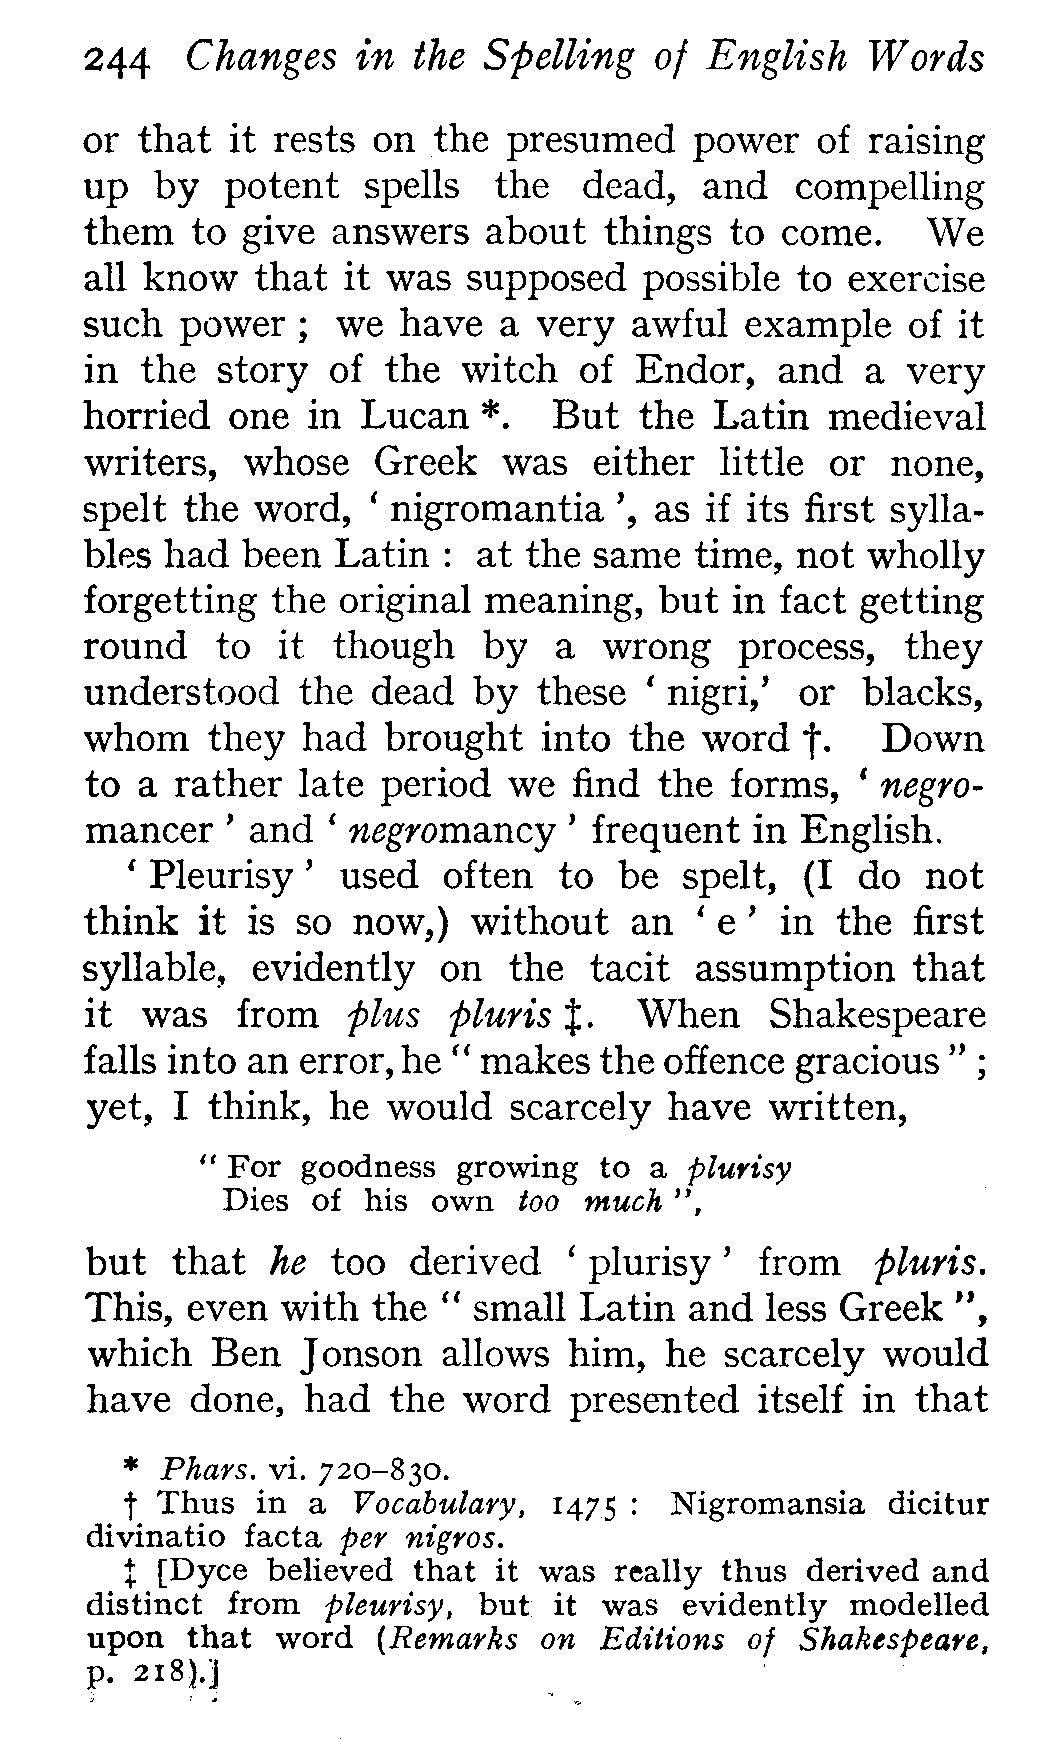 244 Changes in the Spelling of English Words
or that it rests on the presumed power of raising
up by potent spells the dead, and compelling
them to give answers about things to come. We
all know that it was supposed possible to exercise
such power ; we have a very awful example of it
in the story of the witch of Endor, and a very
horried one in Lucan *. But the Latin medieval
writers, whose Greek was either little or none,
spelt the word, ‘ nigromantia ’, as if its first sylla-
bles had been Latin : at the same time, not wholly
forgetting the original meaning, but in fact getting
round to it though by a wrong process, they
understood the dead by these ‘ nigri,’ or blacks,
whom they had brought into the word †. Down
to a rather late period we find the forms, ‘ negro-
mancer ’ and ‘ negromancy ’ frequent in English.
‘ Pleurisy ’ used often to be spelt, (I do not
think it is so now,) without an ‘ e ’ in the first
syllable, evidently on the tacit assumption that
it was from plus pluris ‡. When Shakespeare
falls into an error, he “ makes the offence gracious ” ;
yet, I think, he would scarcely have written,
“ For goodness growing to a plurisy
Dies of his own too much ”,
but that he too derived ‘ plurisy ’ from pluris.
This, even with the “ small Latin and less Greek ”,
which Ben Jonson allows him, he scarcely would
have done, had the word presented itself in that
* Phars. vi. 720–830.
† Thus in a Vocabulary, 1475 : Nigromansia dicitur
divinatio facta per nigros.
‡ [Dyce believed that it was really thus derived and
distinct from pleurisy, but it was evidently modelled
upon that word (Remarks on Editions of Shakespeare,
p. 218).]